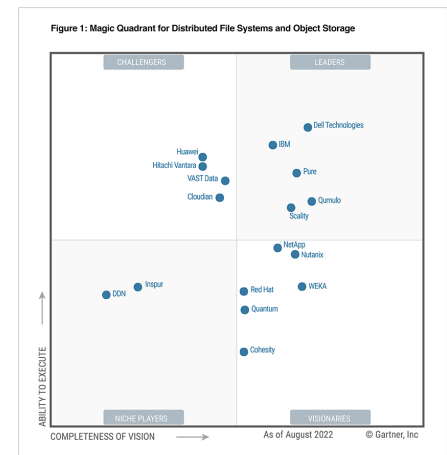 Figure 1: Magic Quadrant for Distributed File Systems and Object Storage
CHALLENGERS
LEADERS
Dell Technologies
IBM
Huawei
Hitachi Vantara
Pure
VAST Data
Cloudian
Qumulo
Scality
NetApp
Nutanix
Inspur
DDN
Red Hat
WEKA
Quantum
Cohesity
ABILITY TO EXECUTE
NICHE PLAYERS
VISIONARIES
COMPLETENESS OF VISION
As of August 2022
© Gartner, Inc